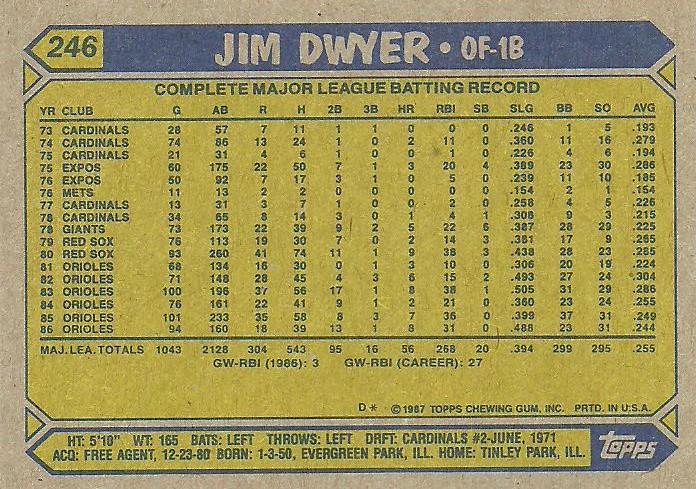 246 JIM DWYER • OF-1B
COMPLETE MAJOR LEAGUE BATTING RECORD
YR CLUB G AB R H 2B 3B HR RBI SB SLG BB SO AVG
73 CARDINALS 28 57 7 11 1 1 0 0 0 .246 1 5 .193
74 CARDINALS 74 86 13 24 1 0 2 11 0 .360 11 16 .279
75 CARDINALS 21 31 4 6 1 0 0 1 0 .226 4 6 .194
75 EXPOS 60 175 22 50 7 1 3 20 4 .389 23 30 .286
76 EXPOS 50 92 7 17 3 1 0 5 0 .239 11 10 .185
76 METS 11 13 2 2 0 0 0 0 0 .154 2 1 .154
77 CARDINALS 13 31 3 7 1 0 0 2 0 .258 4 5 .226
78 CARDINALS 34 65 8 14 3 0 1 4 1 .308 9 3 .215
78 GIANTS 73 173 22 39 9 2 5 22 6 .387 28 29 .225
79 RED SOX 76 113 19 30 7 0 2 14 3 .381 17 9 .265
80 RED SOX 93 260 41 74 11 1 9 38 3 .438 28 23 .285
81 ORIOLES 68 134 16 30 0 1 3 10 0 .306 20 19 .224
82 ORIOLES 71 148 28 45 4 3 6 15 2 .493 27 24 .304
83 ORIOLES 100 196 37 56 17 1 8 38 1 .505 31 29 .286
84 ORIOLES 76 161 22 41 9 1 2 21 0 .360 23 24 .255
85 ORIOLES 101 233 35 58 8 3 7 36 0 .399 37 31 .249
86 ORIOLES 94 160 18 39 13 1 8 31 0 .488 23 31 .244
MAJ. LEA. TOTALS 1043 2128 304 543 95 16 56 268 20 .394 299 295 .255
GW-RBI (1986): 3 GW-RBI (CAREER): 27
D* © 1987 TOPPS CHEWING GUM, INC. PRTD. IN U.S.A.
HT: 5'10" WT: 165 BATS: LEFT THROWS: LEFT DRFT: CARDINALS #2-JUNE, 1971
ACQ: FREE AGENT, 12-23-80 BORN: 1-3-50, EVERGREEN PARK, ILL. HOME: TINLEY PARK, ILL.
topps